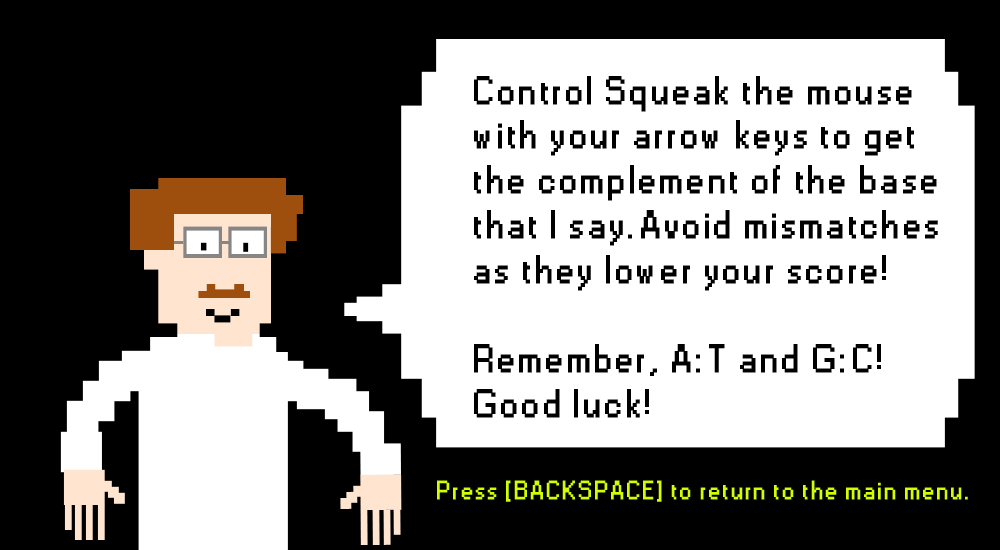 Control Squeak the mouse
with your arrow keys to get
the complement of the base
that I say. Avoid mismatches
as they lower your score!
Remember, A:T and G:C!
Good luck!
Press [BACKSPACE] to return to the main menu.